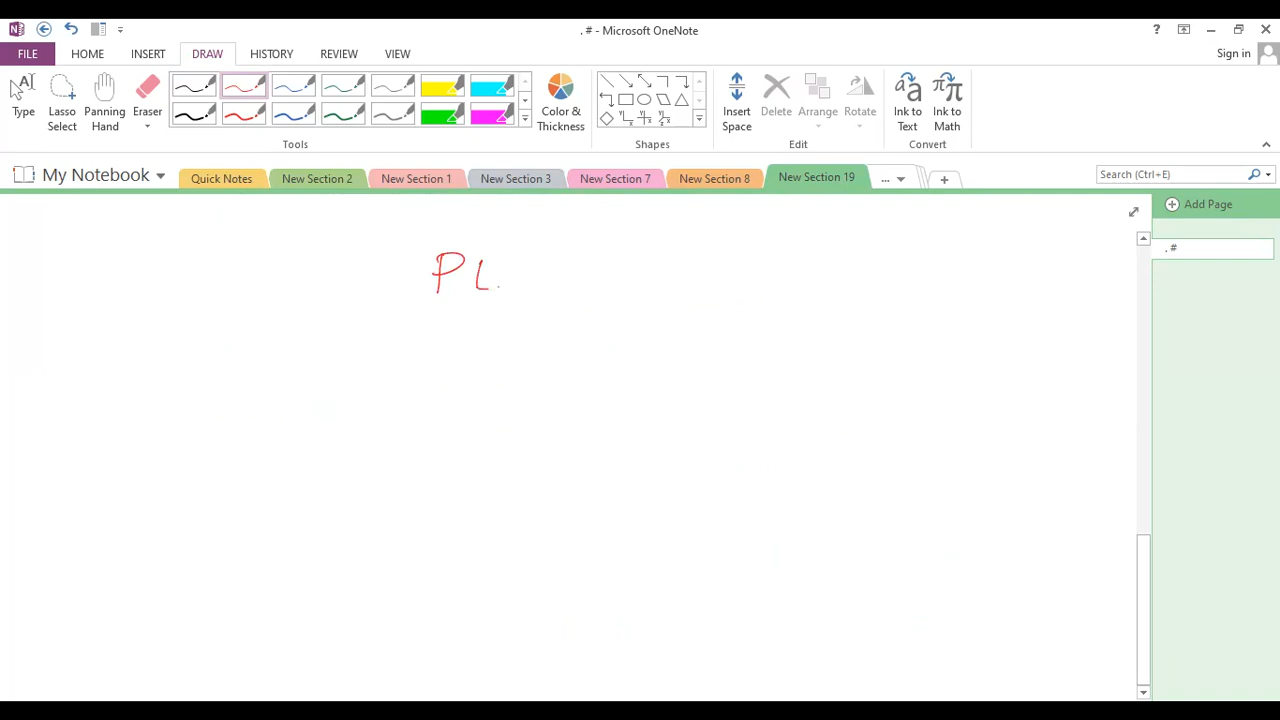 . # - Microsoft OneNote
?
Sign in
FILE HOME INSERT DRAW HISTORY REVIEW VIEW
Type
Lasso Select
Panning Hand
Eraser
Color & Thickness
Insert Space
Delete
Arrange
Rotate
Ink to Text
Ink to Math
Tools
Shapes
Edit
Convert
My Notebook
Quick Notes
New Section 2
New Section 1
New Section 3
New Section 7
New Section 8
New Section 19
...
Search (Ctrl+E)
Add Page
. #
PL